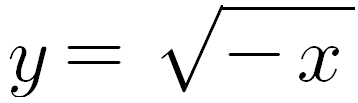 y = √−x